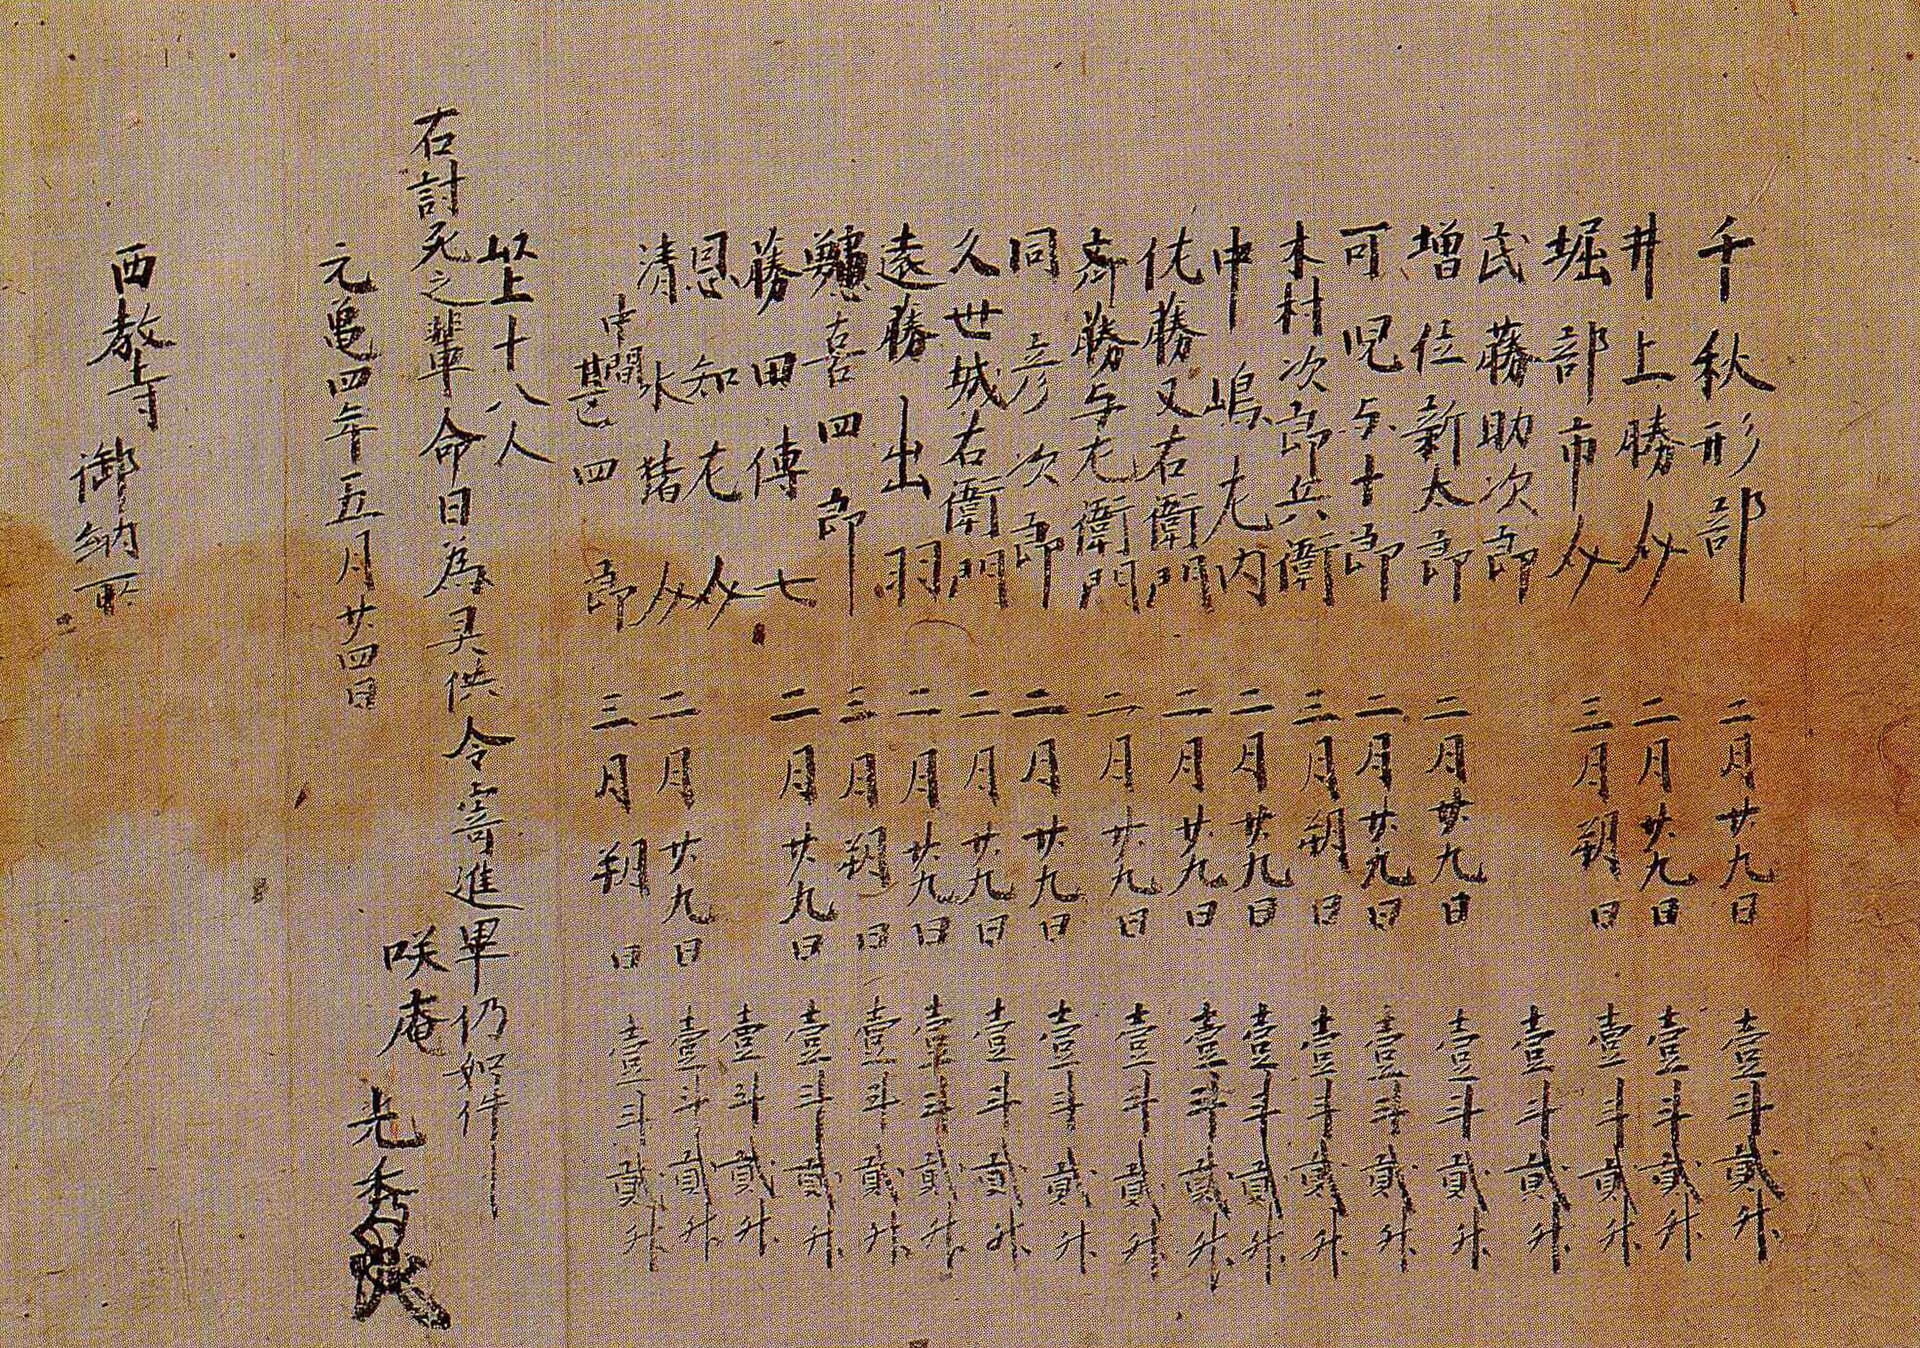 千秋刑部 二月廿九日 壹斗貳升
井上勝介 二月廿九日 壹斗貳升
堀部市介 三月朔日 壹斗貳升
武藤助次郎 壹斗貳升
増位新太郎 二月廿九日 壹斗貳升
可児与十郎 二月廿九日 壹斗貳升
木村次郎兵衛 三月朔日 壹斗貳升
中嶋左内 二月廿九日 壹斗貳升
佐藤又右衛門 二月廿九日 壹斗貳升
斎藤与左衛門 二月廿九日 壹斗貳升
同彦次郎 二月廿九日 壹斗貳升
久世城右衛門 二月廿九日 壹斗貳升
遠藤出羽 二月廿九日 壹斗貳升
喜四郎 三月朔日 壹斗貳升
藤田傳七 二月廿九日 壹斗貳升
恩知左介 壹斗貳升
清水猪介 二月廿九日 壹斗貳升
中間甚四郎 三月朔日 壹斗貳升
以上十八人
右討死之輩命日為灵供令寄進畢仍如件
咲庵 光秀
元亀四年五月廿四日
西教寺 御納所